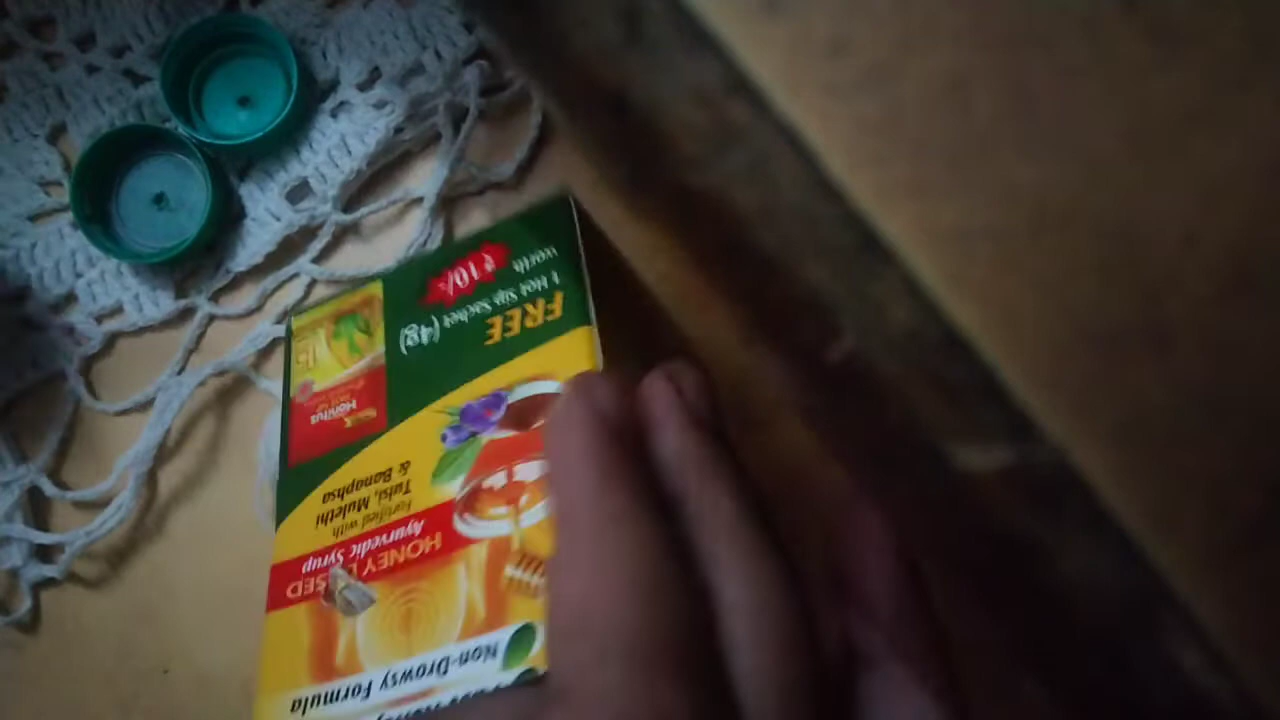 Non-Drowsy Formula
HONEY
Ayurvedic Syrup
Fortified with
Tulsi, Mulethi
& Banaphsa
Honitus
FREE
1 Hot Sip Sachet (4g)
worth ₹10/-